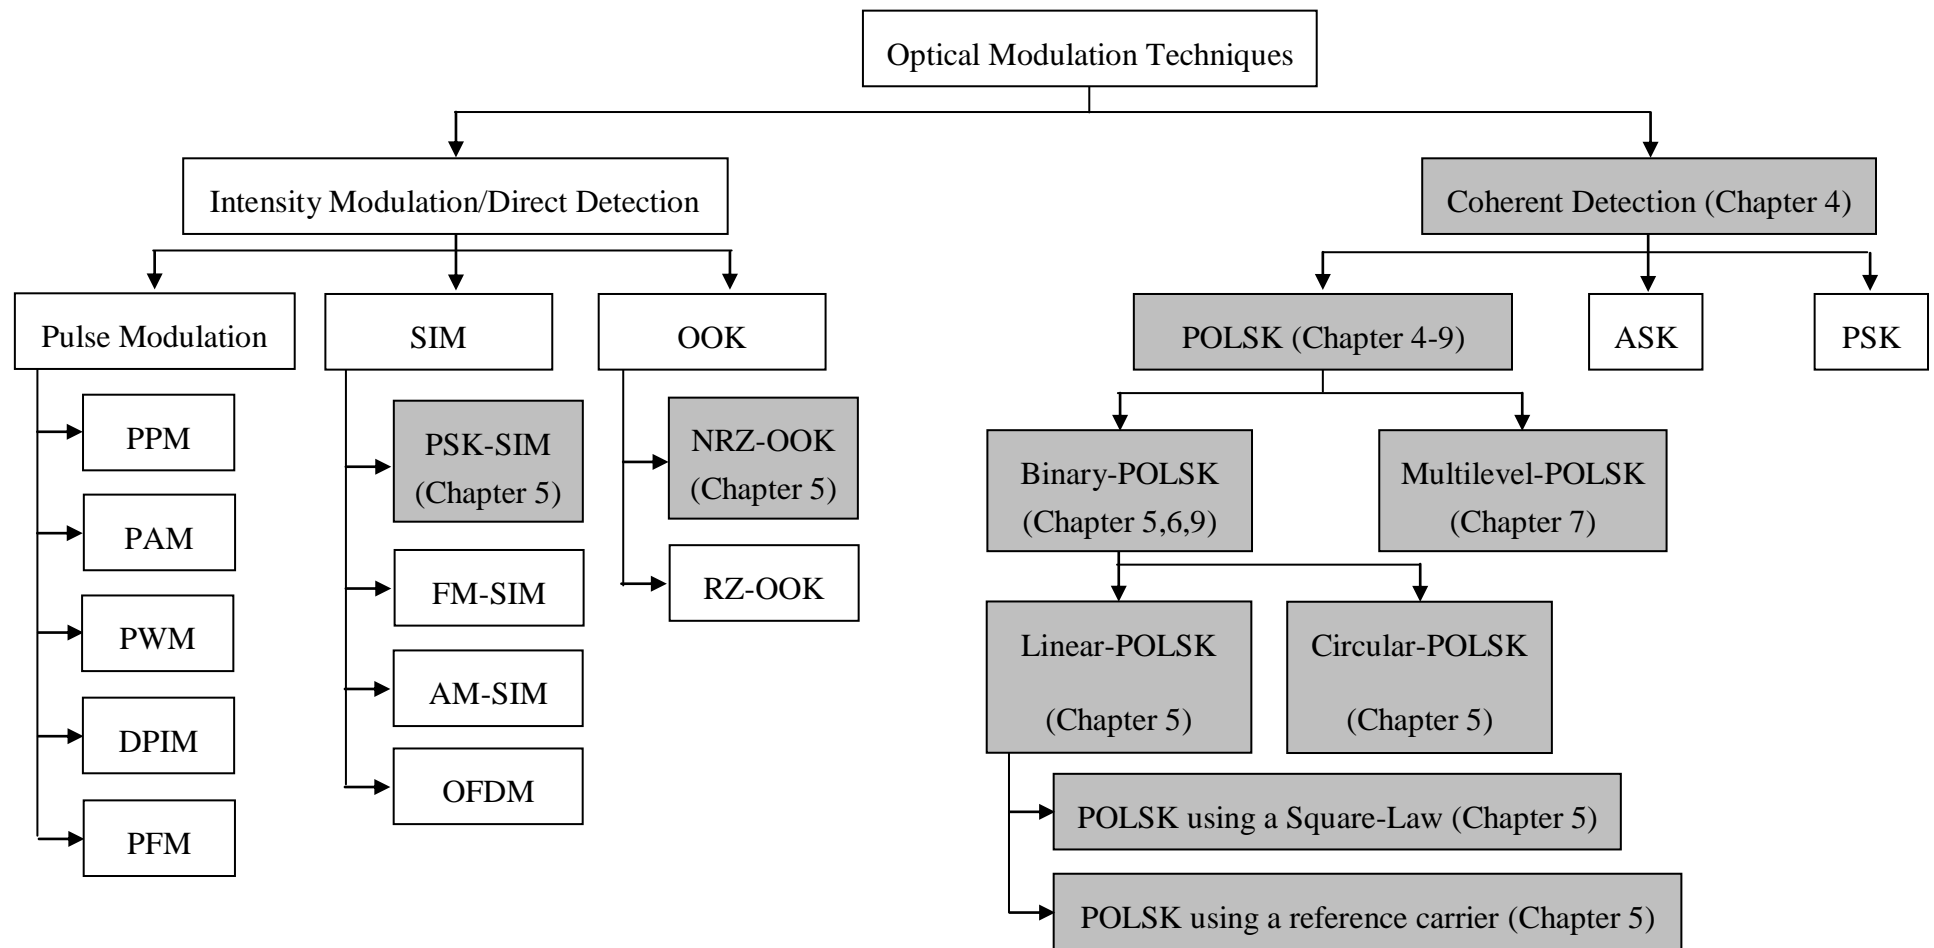 Optical Modulation Techniques
Intensity Modulation/Direct Detection
Coherent Detection (Chapter 4)
Pulse Modulation
SIM
OOK
POLSK (Chapter 4-9)
ASK
PSK
PPM
PAM
PWM
DPIM
PFM
PSK-SIM
(Chapter 5)
FM-SIM
AM-SIM
OFDM
NRZ-OOK
(Chapter 5)
RZ-OOK
Binary-POLSK
(Chapter 5,6,9)
Multilevel-POLSK
(Chapter 7)
Linear-POLSK
(Chapter 5)
Circular-POLSK
(Chapter 5)
POLSK using a Square-Law (Chapter 5)
POLSK using a reference carrier (Chapter 5)